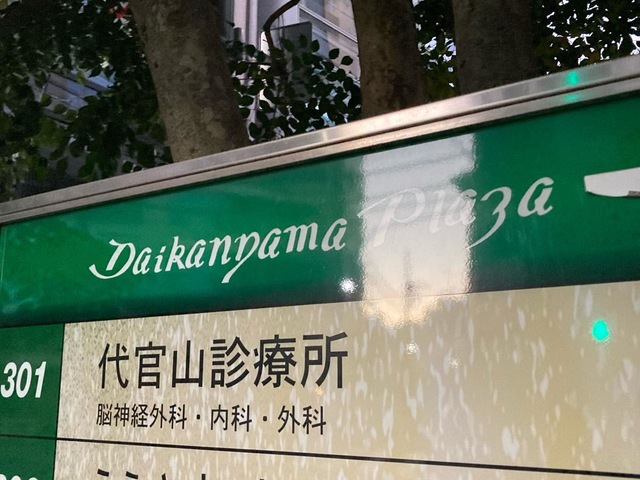 Daikanyama Plaza
301
代官山診療所
脳神経外科・内科・外科